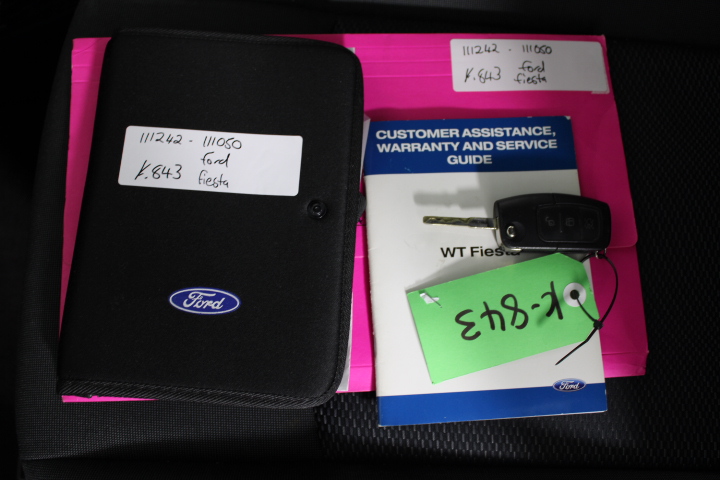 111242 - 111050
ford
K.843 fiesta
Ford
111242 - 111050
K.843 ford
fiesta
CUSTOMER ASSISTANCE,
WARRANTY AND SERVICE
GUIDE
WT Fiesta
K-843
Ford